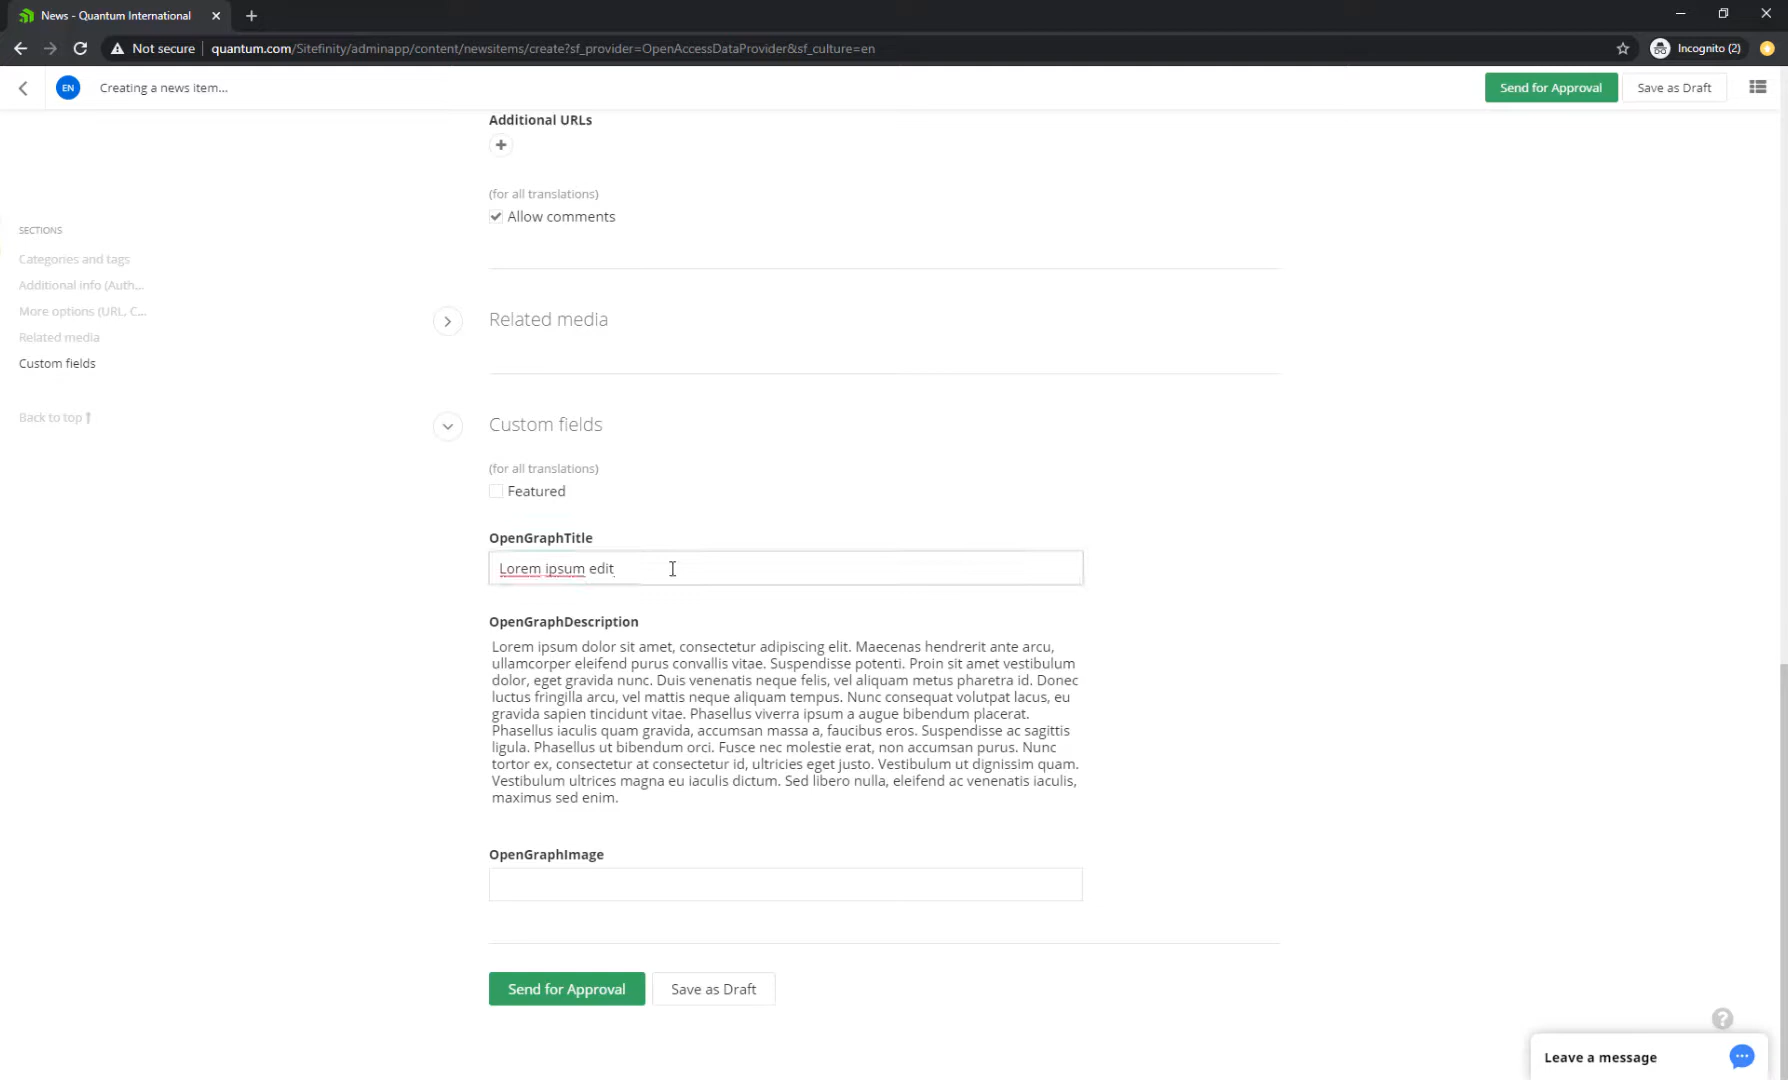 News - Quantum International
Not secure
quantum.com/Sitefinity/adminapp/content/newsitems/create?sf_provider=OpenAccessDataProvider&sf_culture=en
Incognito (2)
EN
Creating a news item...
Send for Approval
Save as Draft
Additional URLs
(for all translations)
Allow comments
SECTIONS
Categories and tags
Additional info (Auth...
More options (URL, C...
Related media
Custom fields
Back to top
Related media
Custom fields
(for all translations)
Featured
OpenGraphTitle
Lorem ipsum edit
OpenGraphDescription
Lorem ipsum dolor sit amet, consectetur adipiscing elit. Maecenas hendrerit ante arcu,
ullamcorper eleifend purus convallis vitae. Suspendisse potenti. Proin sit amet vestibulum
dolor, eget gravida nunc. Duis venenatis neque felis, vel aliquam metus pharetra id. Donec
luctus fringilla arcu, vel mattis neque aliquam tempus. Nunc consequat volutpat lacus, eu
gravida sapien tincidunt vitae. Phasellus viverra ipsum a augue bibendum placerat.
Phasellus iaculis quam gravida, accumsan massa a, faucibus eros. Suspendisse ac sagittis
ligula. Phasellus ut bibendum orci. Fusce nec molestie erat, non accumsan purus. Nunc
tortor ex, consectetur at consectetur id, ultricies eget justo. Vestibulum ut dignissim quam.
Vestibulum ultrices magna eu iaculis dictum. Sed libero nulla, eleifend ac venenatis iaculis,
maximus sed enim.
OpenGraphImage
Send for Approval
Save as Draft
?
Leave a message